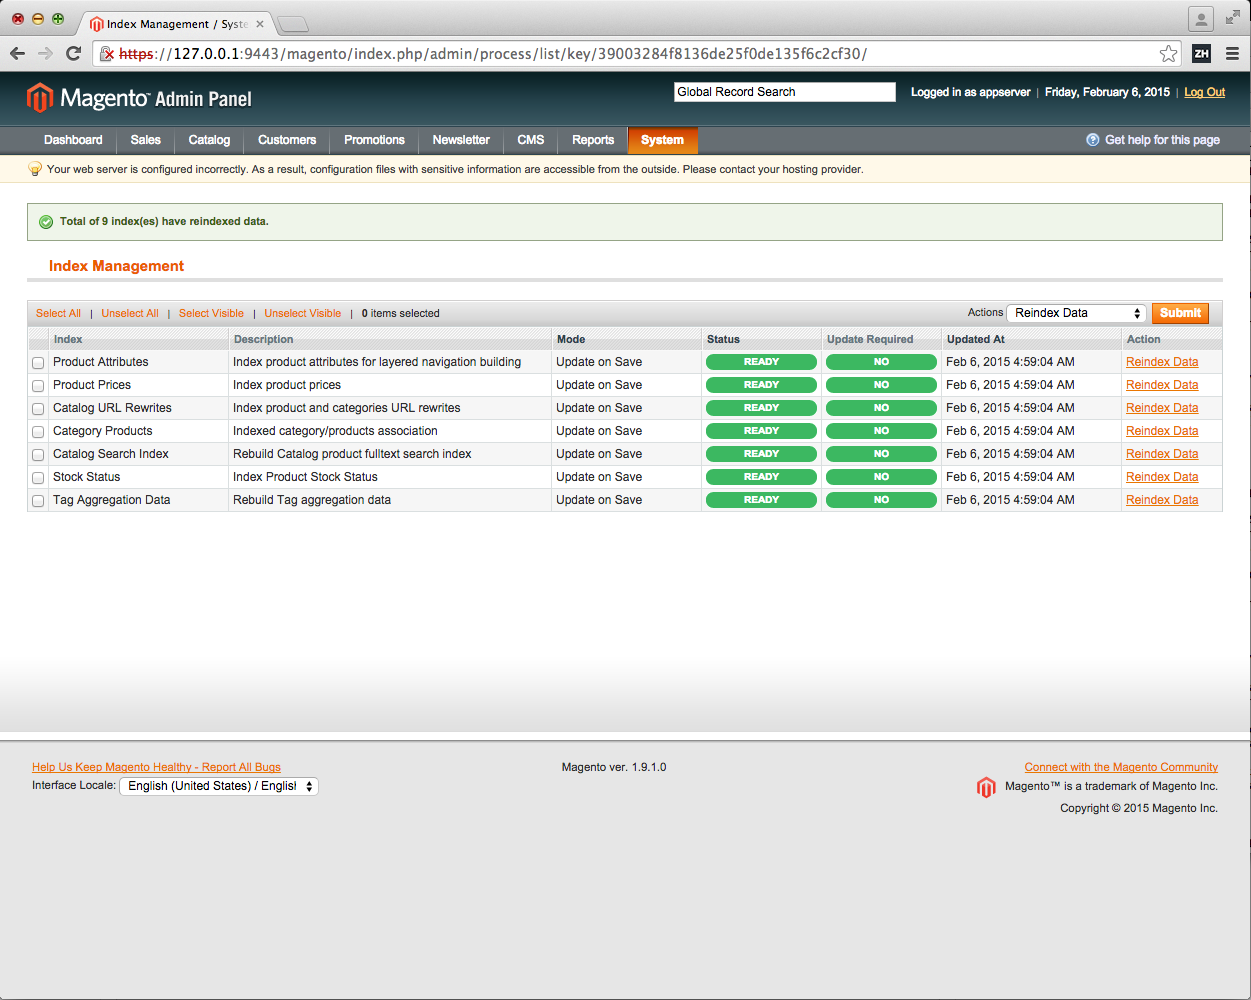 Index Management / Syste
https://127.0.0.1:9443/magento/index.php/admin/process/list/key/39003284f8136de25f0de135f6c2cf30/
ZH
Magento™ Admin Panel
Global Record Search
Logged in as appserver | Friday, February 6, 2015 | Log Out
Dashboard Sales Catalog Customers Promotions Newsletter CMS Reports System
Get help for this page
Your web server is configured incorrectly. As a result, configuration files with sensitive information are accessible from the outside. Please contact your hosting provider.
Total of 9 index(es) have reindexed data.
Index Management
Select All | Unselect All | Select Visible | Unselect Visible | 0 items selected
Actions Reindex Data Submit
Index Description Mode Status Update Required Updated At Action
Product Attributes Index product attributes for layered navigation building Update on Save READY NO Feb 6, 2015 4:59:04 AM Reindex Data
Product Prices Index product prices Update on Save READY NO Feb 6, 2015 4:59:04 AM Reindex Data
Catalog URL Rewrites Index product and categories URL rewrites Update on Save READY NO Feb 6, 2015 4:59:04 AM Reindex Data
Category Products Indexed category/products association Update on Save READY NO Feb 6, 2015 4:59:04 AM Reindex Data
Catalog Search Index Rebuild Catalog product fulltext search index Update on Save READY NO Feb 6, 2015 4:59:04 AM Reindex Data
Stock Status Index Product Stock Status Update on Save READY NO Feb 6, 2015 4:59:04 AM Reindex Data
Tag Aggregation Data Rebuild Tag aggregation data Update on Save READY NO Feb 6, 2015 4:59:04 AM Reindex Data
Help Us Keep Magento Healthy - Report All Bugs
Interface Locale: English (United States) / English
Magento ver. 1.9.1.0
Connect with the Magento Community
Magento™ is a trademark of Magento Inc.
Copyright © 2015 Magento Inc.